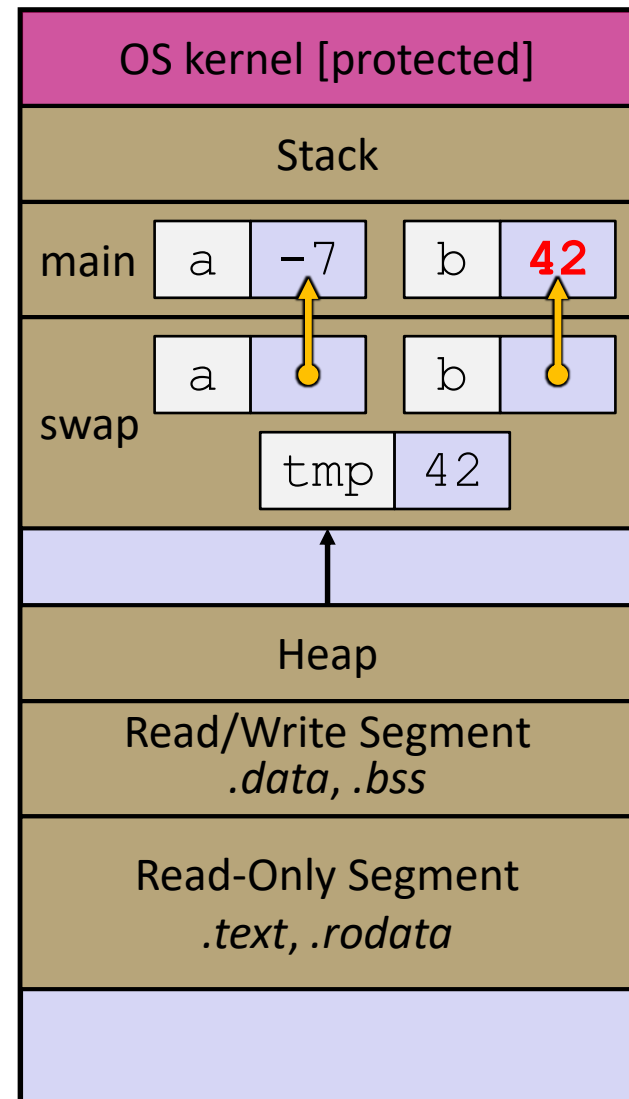 OS kernel [protected]
Stack
main a -7 b 42
swap a b
tmp 42
Heap
Read/Write Segment
.data, .bss
Read-Only Segment
.text, .rodata